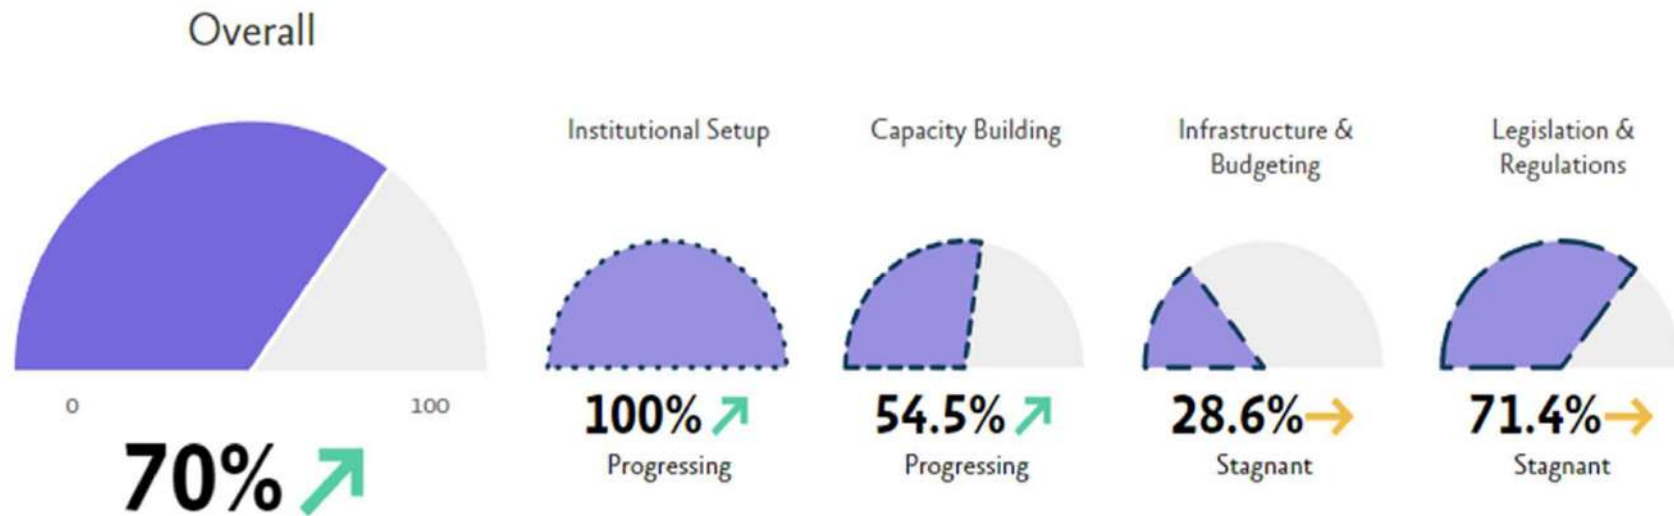 Overall
0
100
70%
Institutional Setup
100%
Progressing
Capacity Building
54.5%
Progressing
Infrastructure &
Budgeting
28.6%
Stagnant
Legislation &
Regulations
71.4%
Stagnant